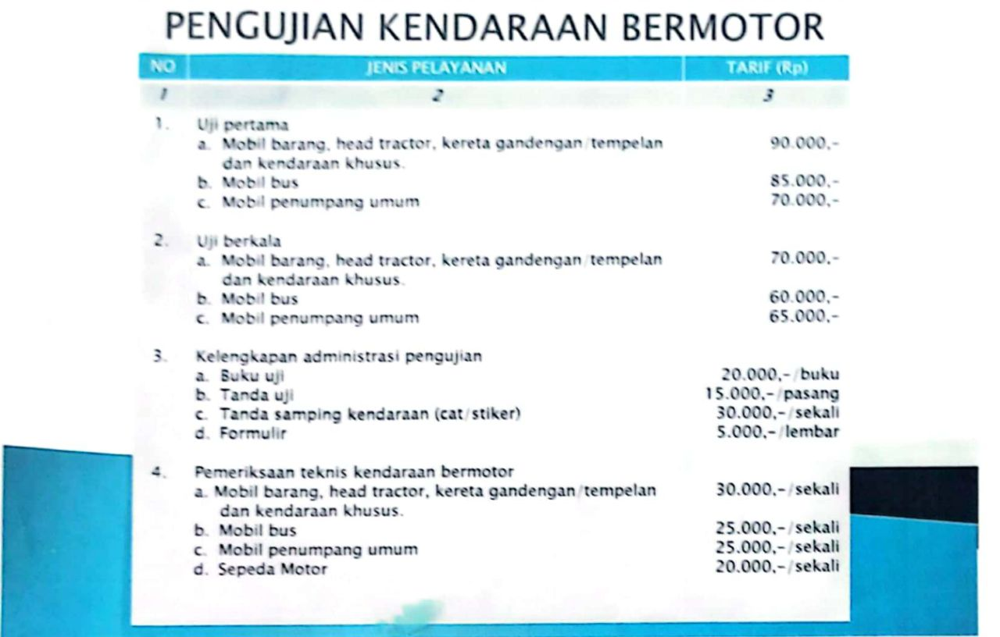 PENGUJIAN KENDARAAN BERMOTOR
NO JENIS PELAYANAN TARIF (Rp)
1 2 3
1. Uji pertama
a. Mobil barang, head tractor, kereta gandengan/tempelan 90.000,-
dan kendaraan khusus.
b. Mobil bus 85.000,-
c. Mobil penumpang umum 70.000,-
2. Uji berkala
a. Mobil barang, head tractor, kereta gandengan/tempelan 70.000,-
dan kendaraan khusus.
b. Mobil bus 60.000,-
c. Mobil penumpang umum 65.000,-
3. Kelengkapan administrasi pengujian
a. Buku uji 20.000,-/buku
b. Tanda uji 15.000,-/pasang
c. Tanda samping kendaraan (cat/stiker) 30.000,-/sekali
d. Formulir 5.000,-/lembar
4. Pemeriksaan teknis kendaraan bermotor
a. Mobil barang, head tractor, kereta gandengan/tempelan 30.000,-/sekali
dan kendaraan khusus.
b. Mobil bus 25.000,-/sekali
c. Mobil penumpang umum 25.000,-/sekali
d. Sepeda Motor 20.000,-/sekali